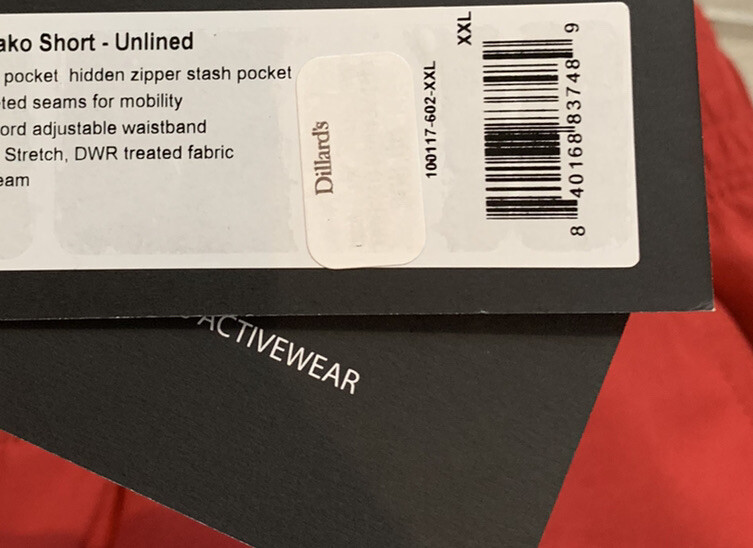 ako Short - Unlined
pocket hidden zipper stash pocket
ted seams for mobility
ord adjustable waistband
Stretch, DWR treated fabric
eam
Dillard's
100117-602-XXL
XXL
8 40168 83748 9
ACTIVEWEAR